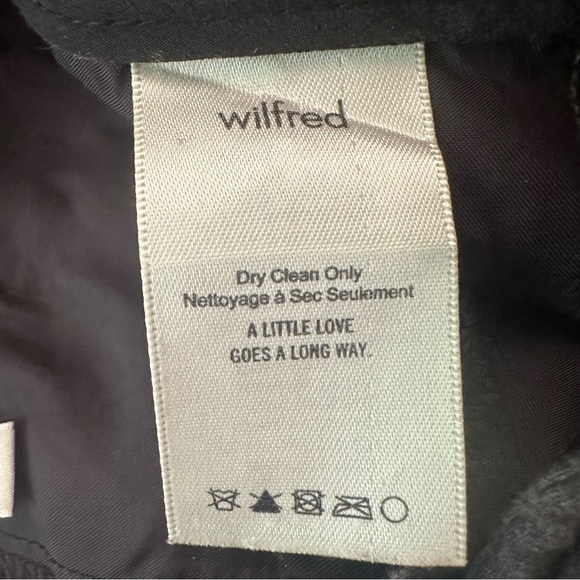 wilfred
Dry Clean Only
Nettoyage à Sec Seulement
A LITTLE LOVE
GOES A LONG WAY.